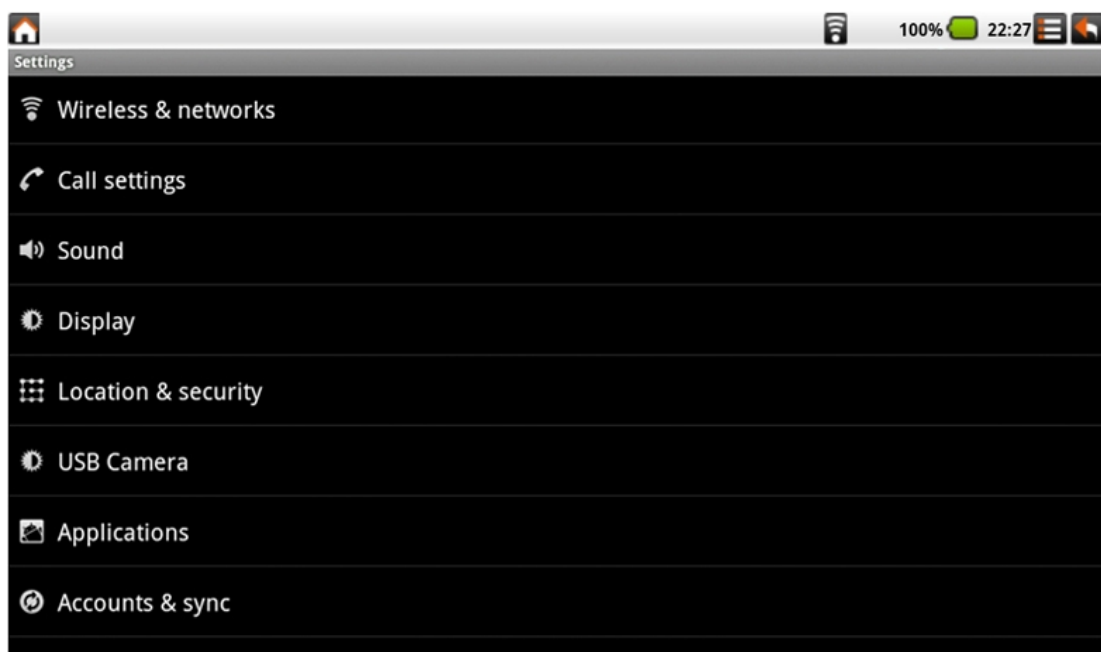 100% 22:27
Settings
Wireless & networks
Call settings
Sound
Display
Location & security
USB Camera
Applications
Accounts & sync